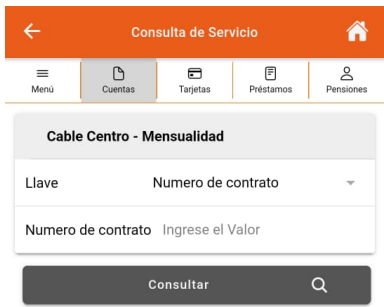 Consulta de Servicio
Menú Cuentas Tarjetas Préstamos Pensiones
Cable Centro - Mensualidad
Llave Numero de contrato
Numero de contrato Ingrese el Valor
Consultar